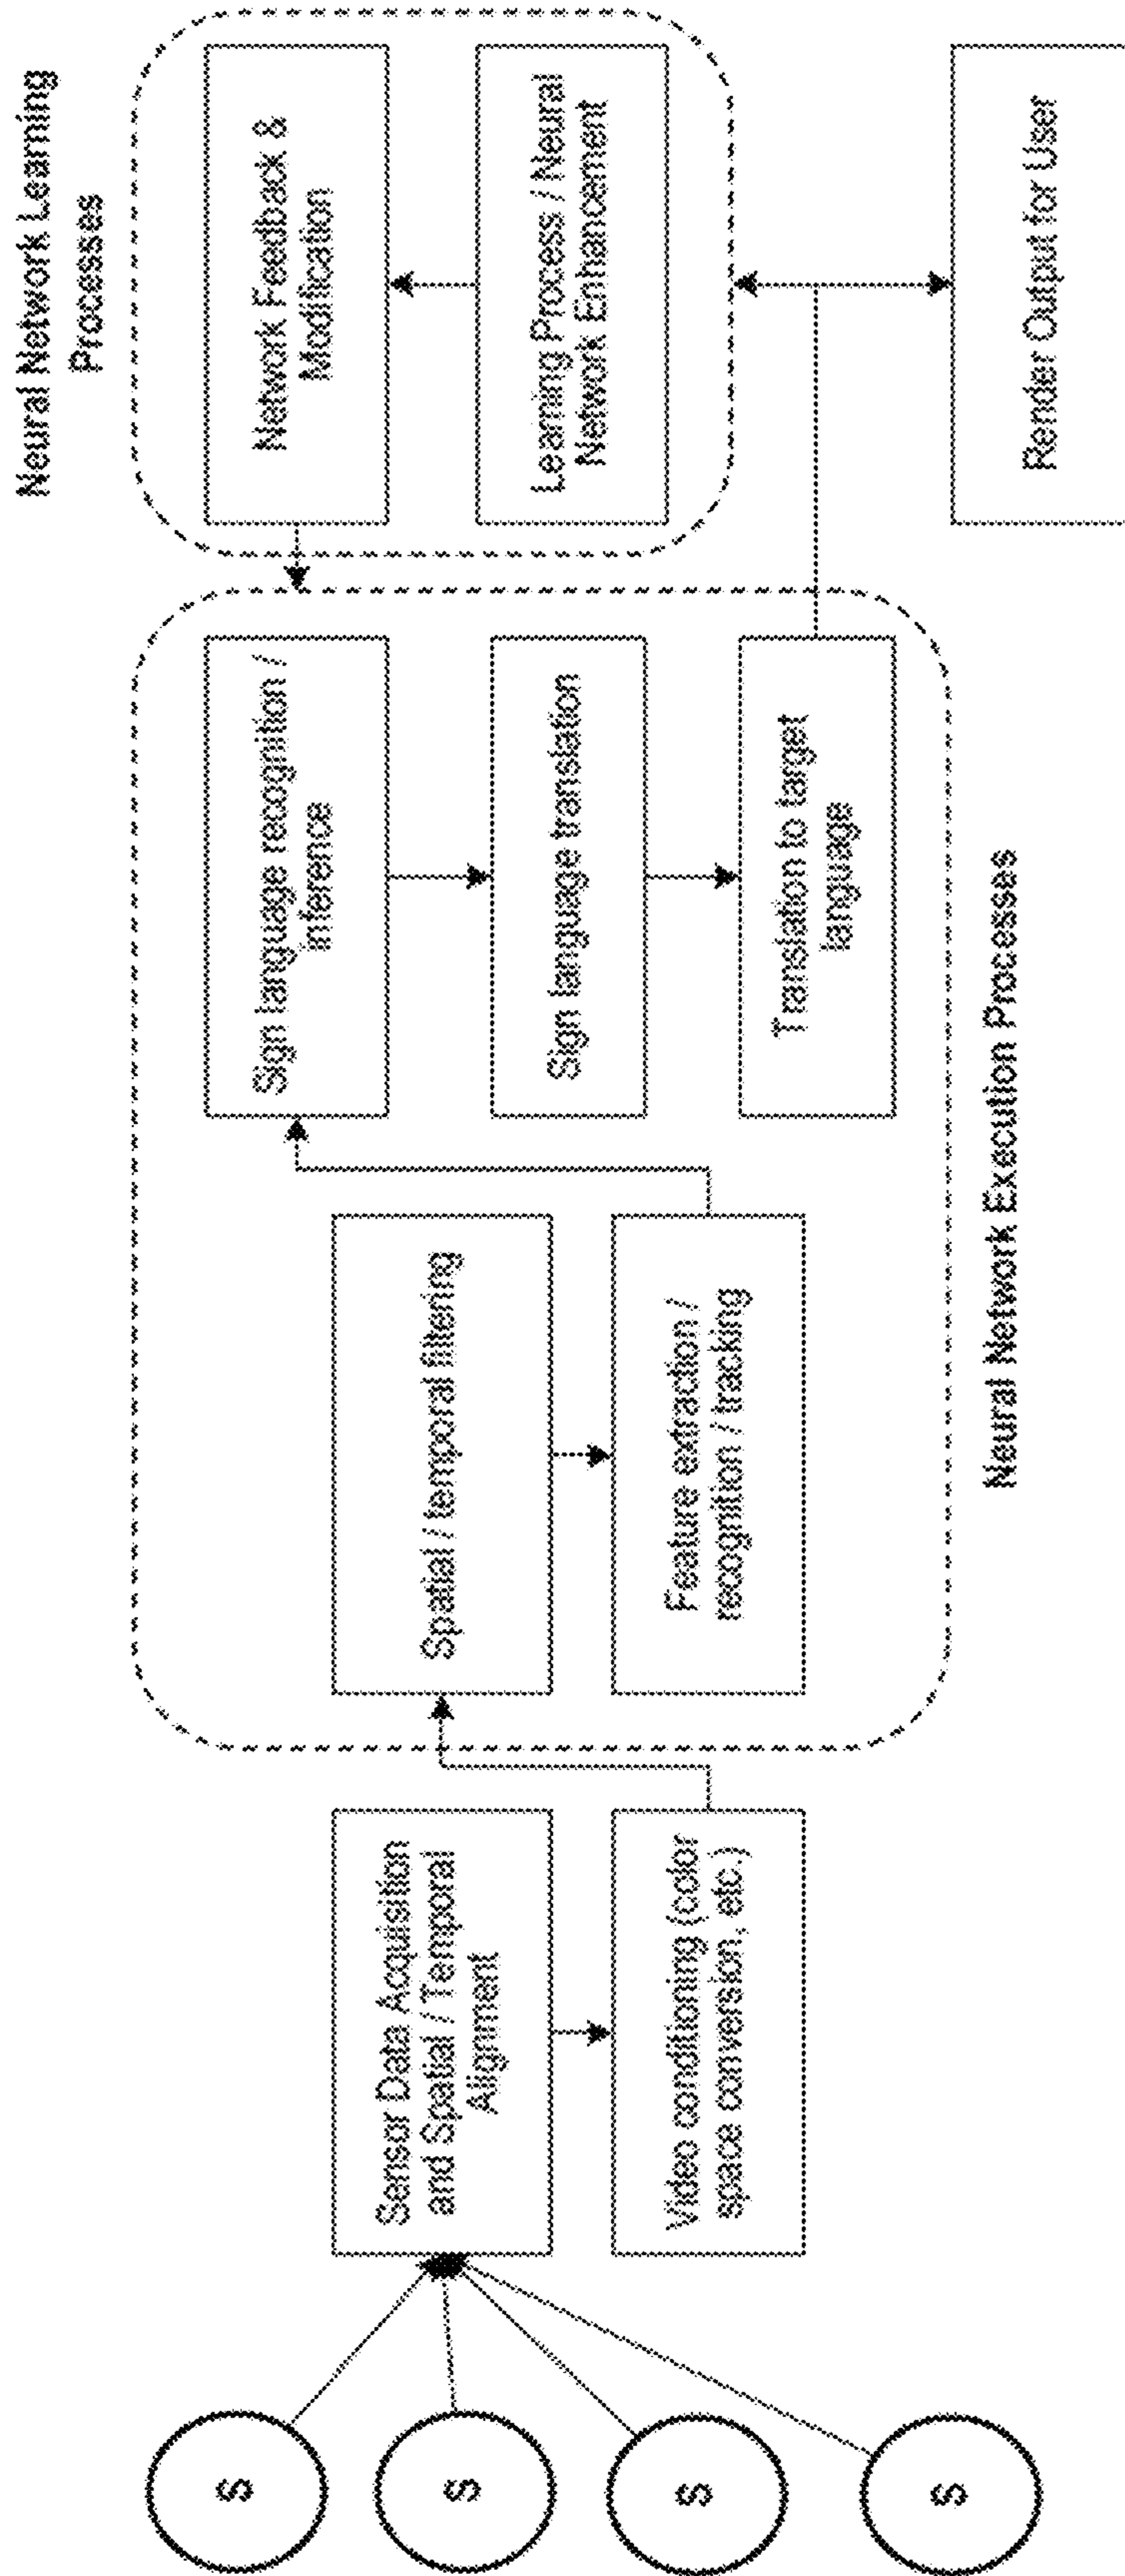 S
S
S
S
Sensor Data Acquisition
and Spatial / Temporal
Alignment
Video conditioning (color
space conversion, etc.)
Spatial / temporal filtering
Feature extraction /
recognition / tracking
Sign language recognition /
inference
Sign language translation
Translation to target
language
Neural Network Execution Processes
Neural Network Learning
Processes
Network Feedback &
Modification
Learning Process / Neural
Network Enhancement
Render Output for User